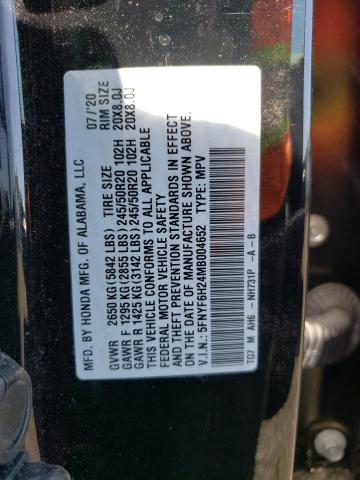 MFD. BY HONDA MFG. OF ALABAMA, LLC 07/'20
GVWR 2650 KG(5842 LBS) TIRE SIZE RIM SIZE
GAWR F 1295 KG(2855 LBS) 245/50R20 102H 20X8.0J
GAWR R 1425 KG(3142 LBS) 245/50R20 102H 20X8.0J
THIS VEHICLE CONFORMS TO ALL APPLICABLE
FEDERAL MOTOR VEHICLE SAFETY
AND THEFT PREVENTION STANDARDS IN EFFECT
ON THE DATE OF MANUFACTURE SHOWN ABOVE.
V.I.N.: 5FNYF6H24MB004652 TYPE: MPV
TG7 M AH6 -NH731P -A-B